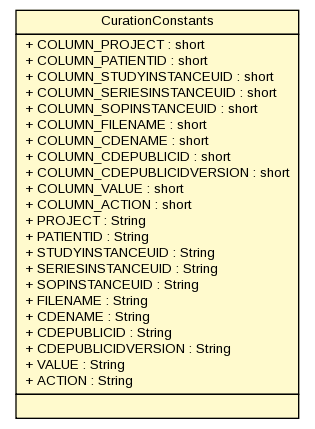 CurationConstants
+ COLUMN_PROJECT : short
+ COLUMN_PATIENTID : short
+ COLUMN_STUDYINSTANCEUID : short
+ COLUMN_SERIESINSTANCEUID : short
+ COLUMN_SOPINSTANCEUID : short
+ COLUMN_FILENAME : short
+ COLUMN_CDENAME : short
+ COLUMN_CDEPUBLICID : short
+ COLUMN_CDEPUBLICIDVERSION : short
+ COLUMN_VALUE : short
+ COLUMN_ACTION : short
+ PROJECT : String
+ PATIENTID : String
+ STUDYINSTANCEUID : String
+ SERIESINSTANCEUID : String
+ SOPINSTANCEUID : String
+ FILENAME : String
+ CDENAME : String
+ CDEPUBLICID : String
+ CDEPUBLICIDVERSION : String
+ VALUE : String
+ ACTION : String